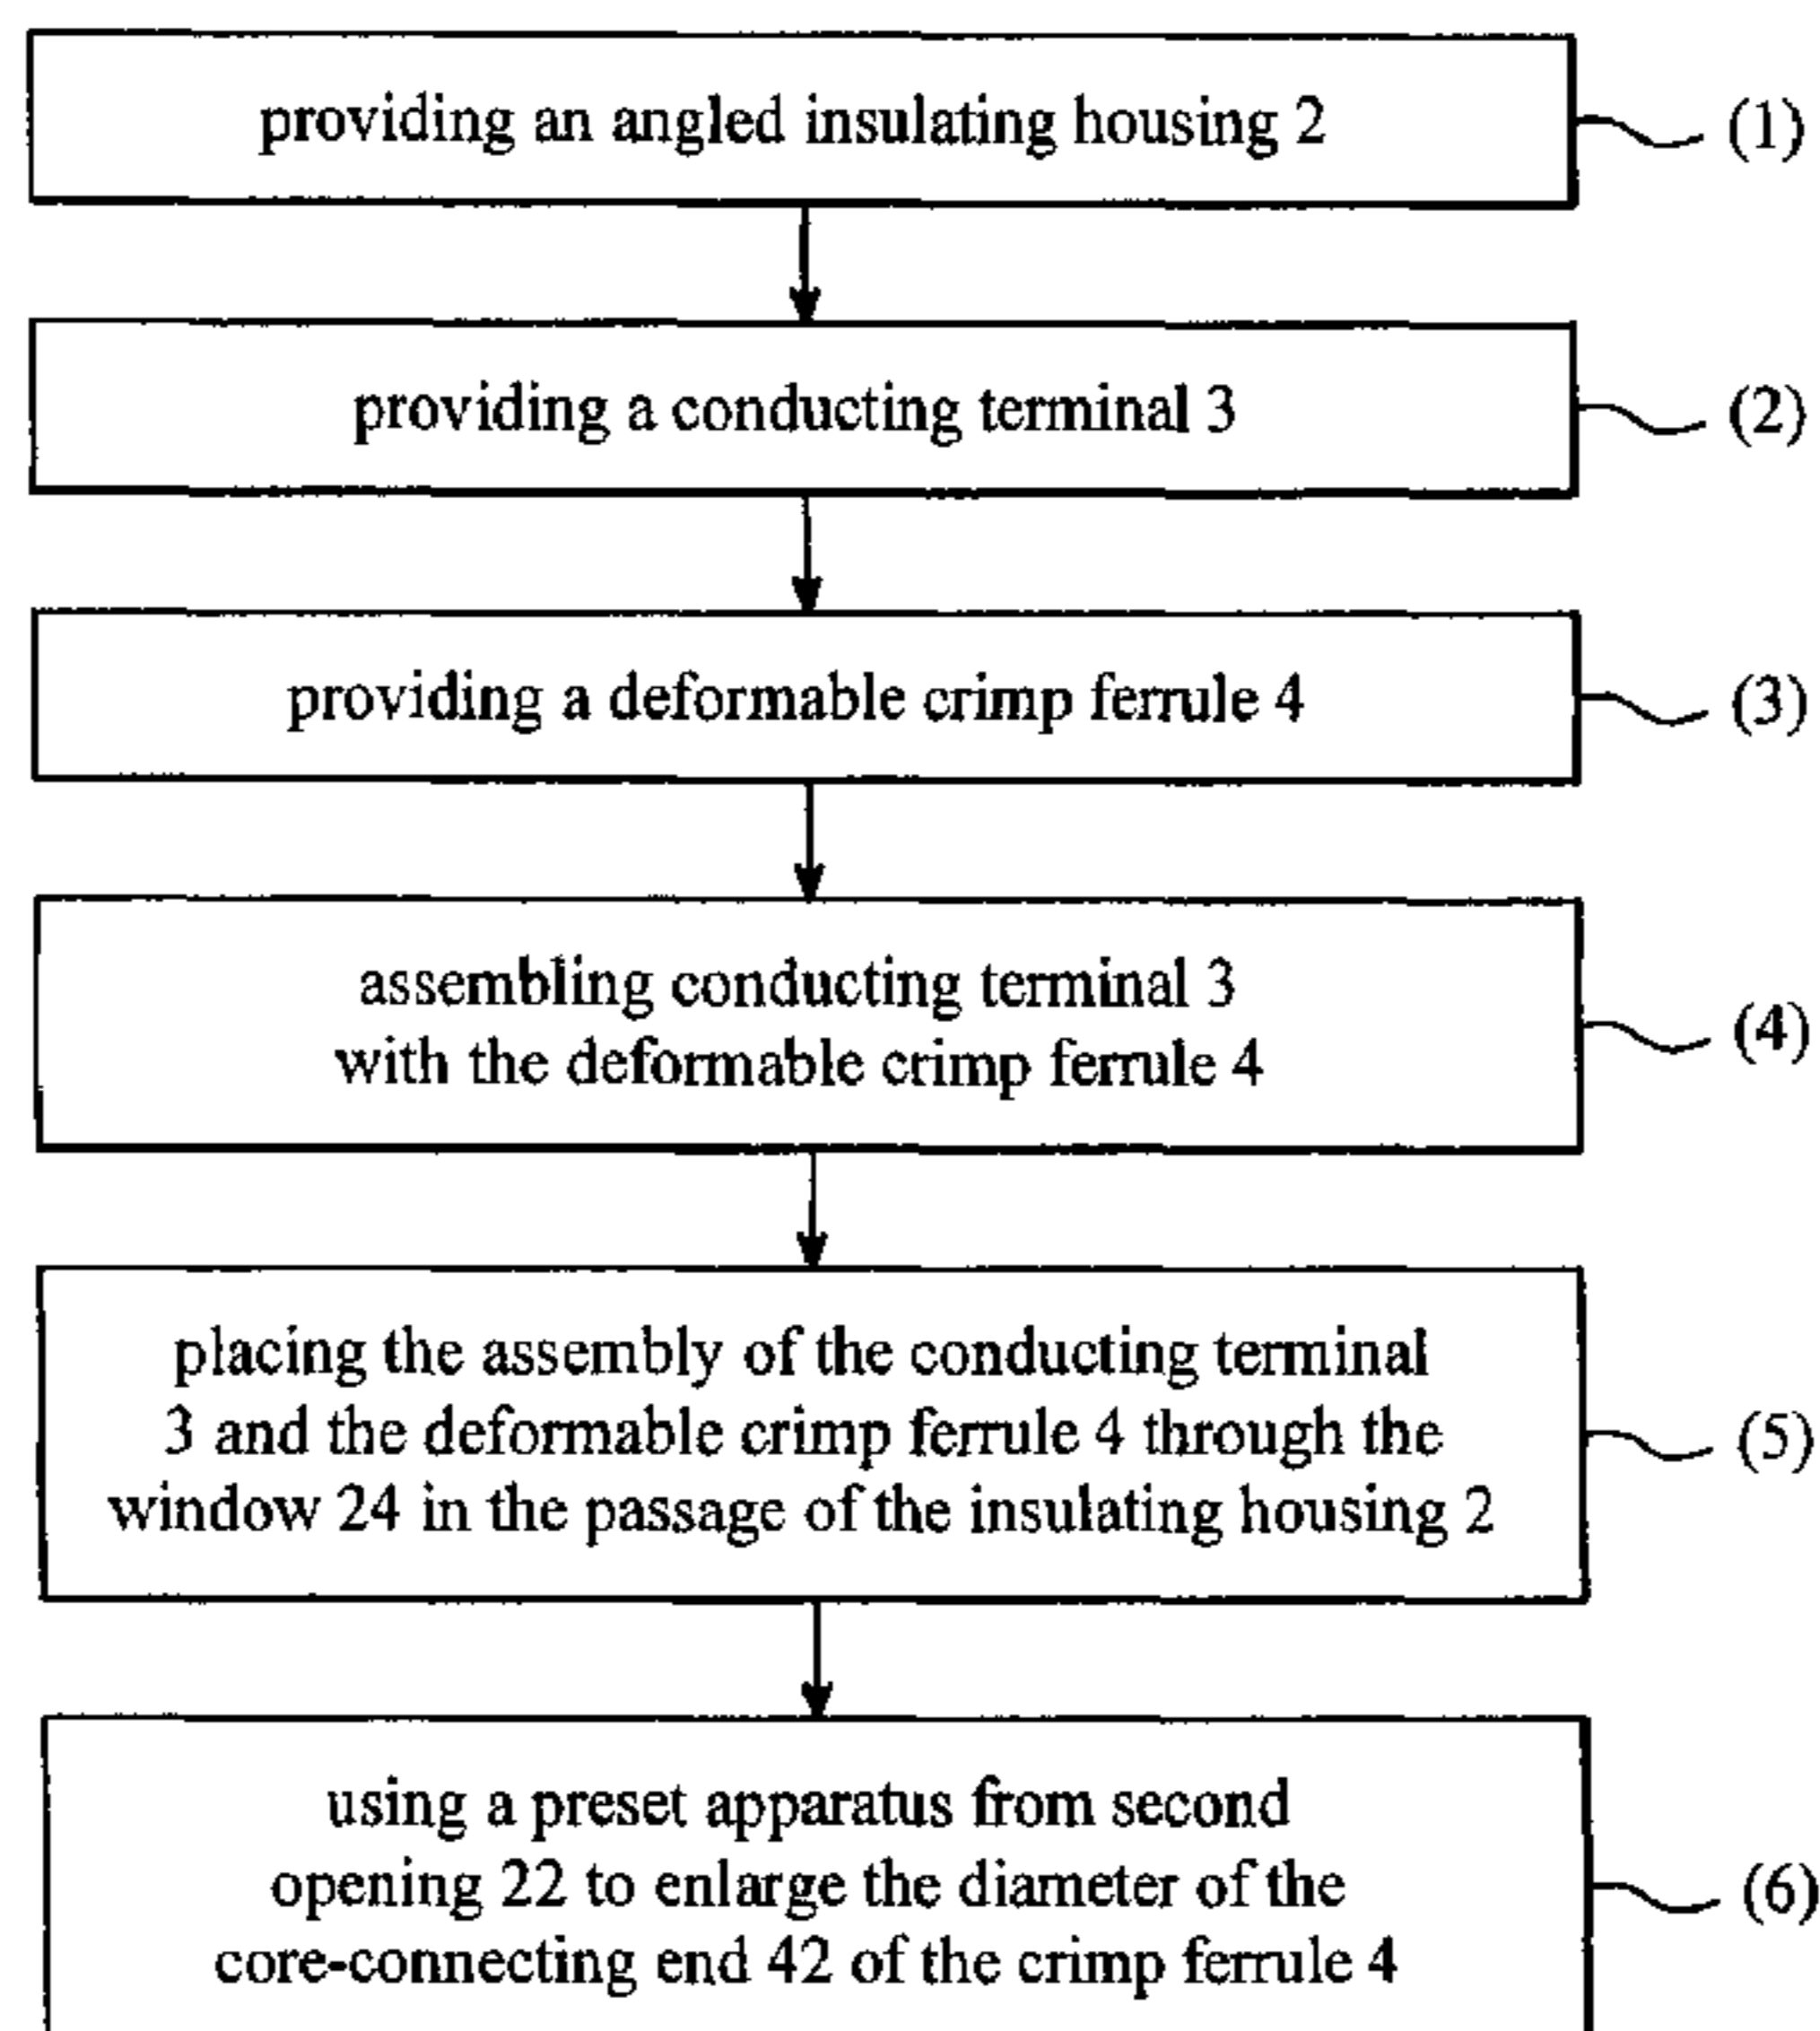 providing an angled insulating housing 2
(1)
providing a conducting terminal 3
(2)
providing a deformable crimp ferrule 4
(3)
assembling conducting terminal 3
with the deformable crimp ferrule 4
(4)
placing the assembly of the conducting terminal
3 and the deformable crimp ferrule 4 through the
window 24 in the passage of the insulating housing 2
(5)
using a preset apparatus from second
opening 22 to enlarge the diameter of the
core-connecting end 42 of the crimp ferrule 4
(6)